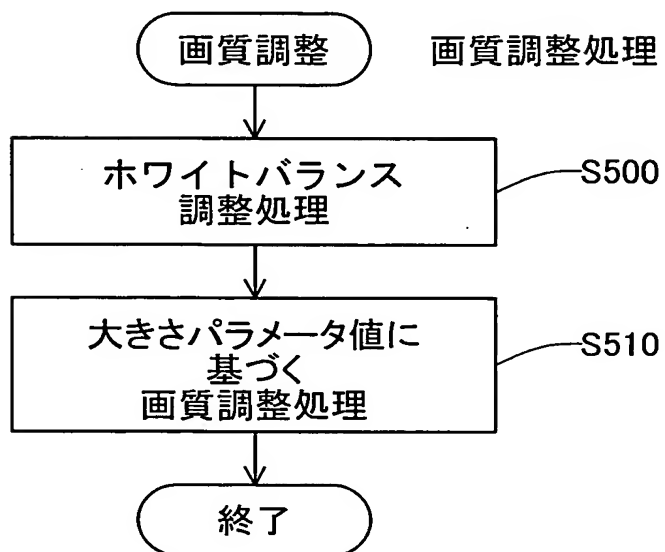 画質調整
画質調整処理
ホワイトバランス
調整処理
S500
大きさパラメータ値に
基づく
画質調整処理
S510
終了